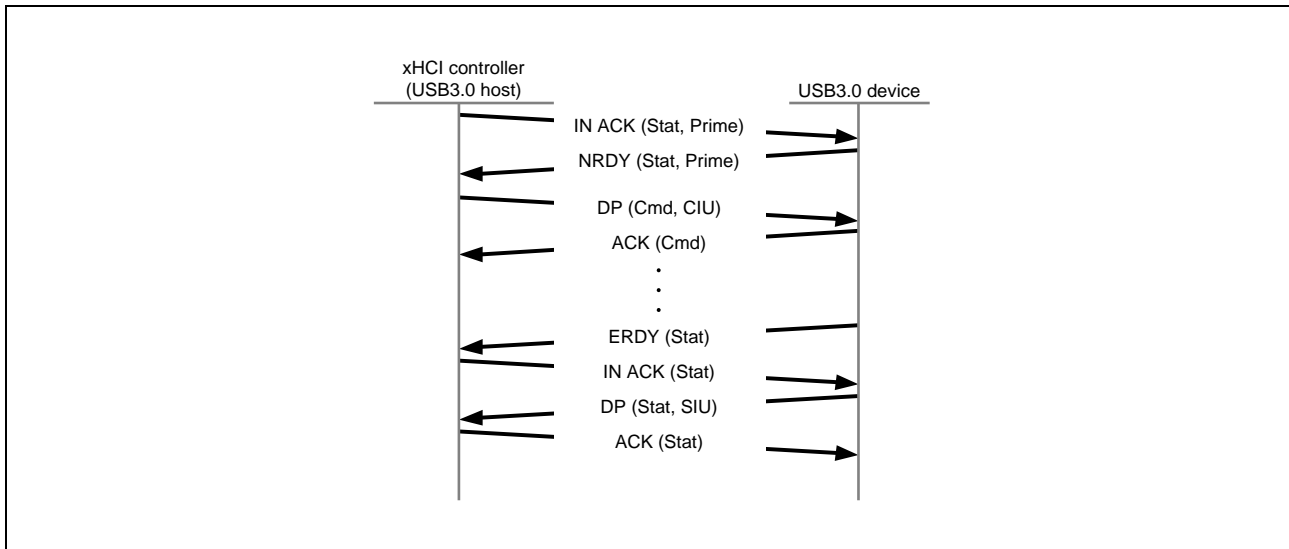 xHCI controller
(USB3.0 host)
USB3.0 device
IN ACK (Stat, Prime)
NRDY (Stat, Prime)
DP (Cmd, CIU)
ACK (Cmd)
.
.
.
ERDY (Stat)
IN ACK (Stat)
DP (Stat, SIU)
ACK (Stat)